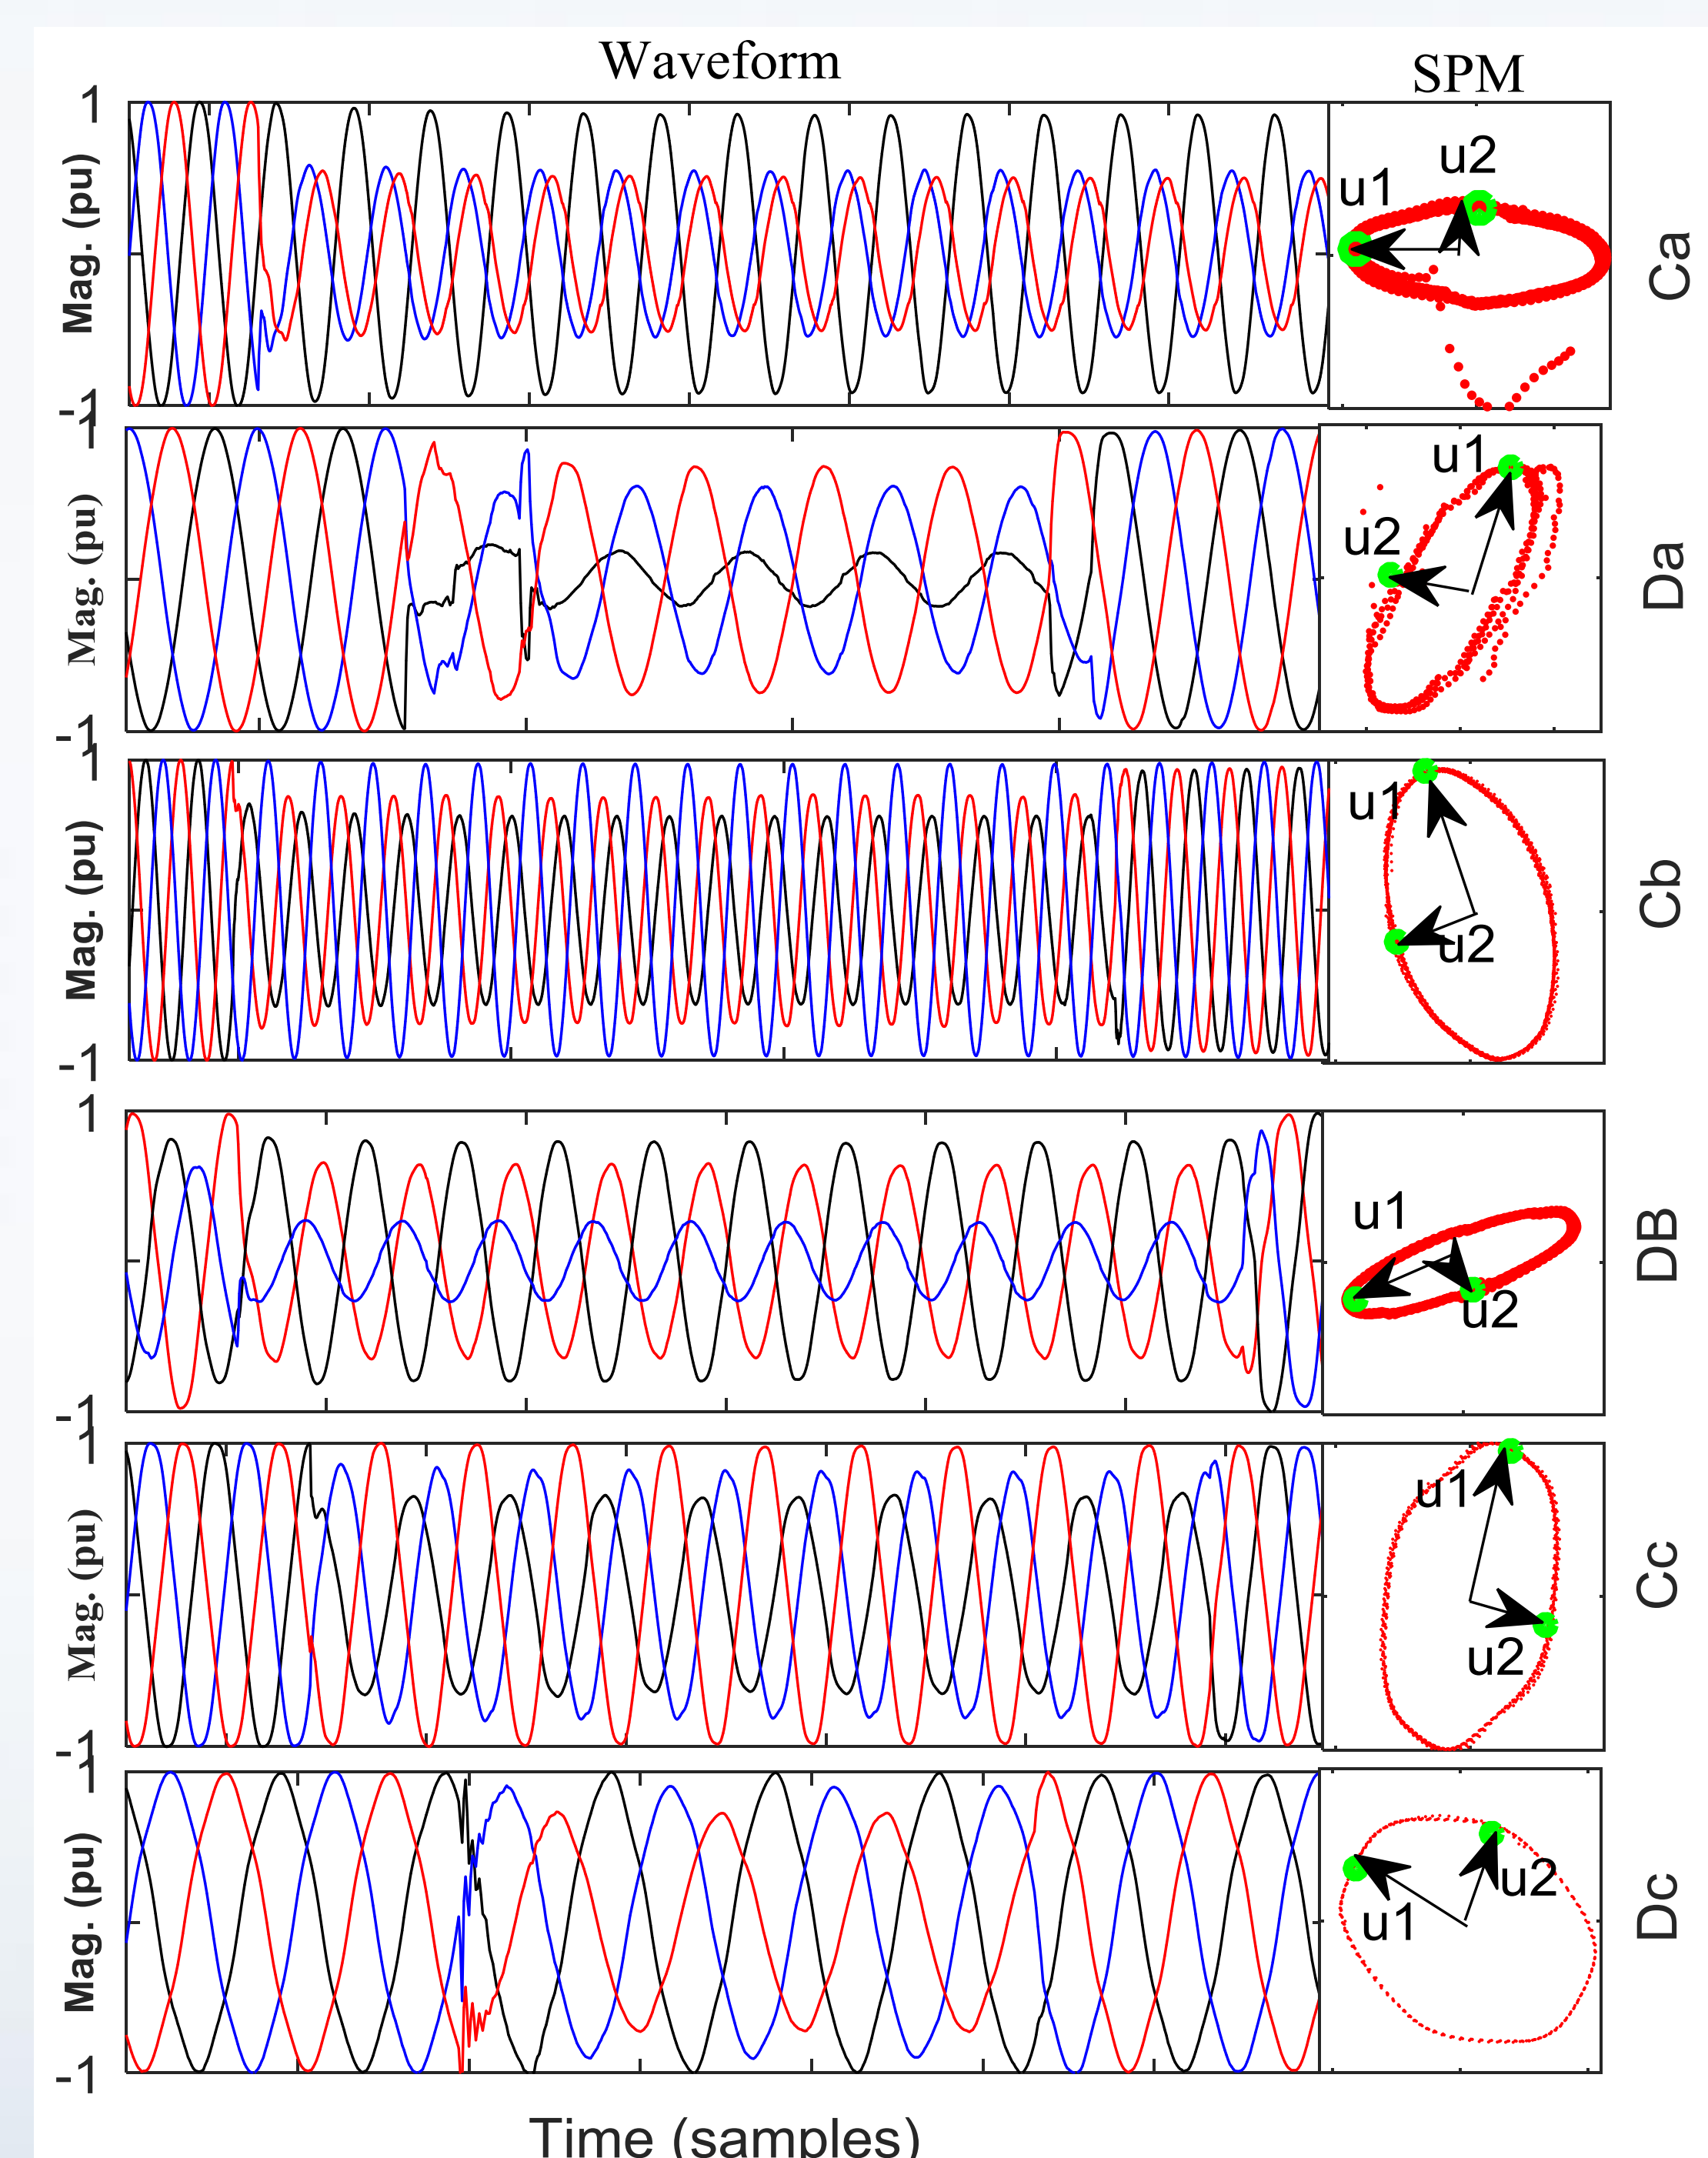 Waveform SPM
1
Mag. (pu)
-1
u1
u2
Ca
1
Mag. (pu)
-1
u1
u2
Da
1
Mag. (pu)
-1
u1
u2
Cb
1
-1
u1
u2
DB
1
Mag. (pu)
-1
u1
u2
Cc
1
Mag. (pu)
-1
u1
u2
Dc
Time (samples)